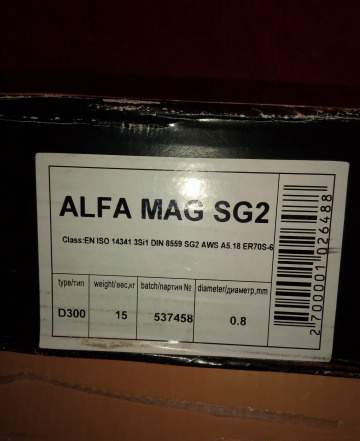 ALFA MAG SG2
Class:EN ISO 14341 3Si1 DIN 8559 SG2 AWS A5.18 ER70S-6
type/тип weight/вес,кг batch/партия № diameter/диаметр,mm
D300 15 537458 0.8
2700001026488